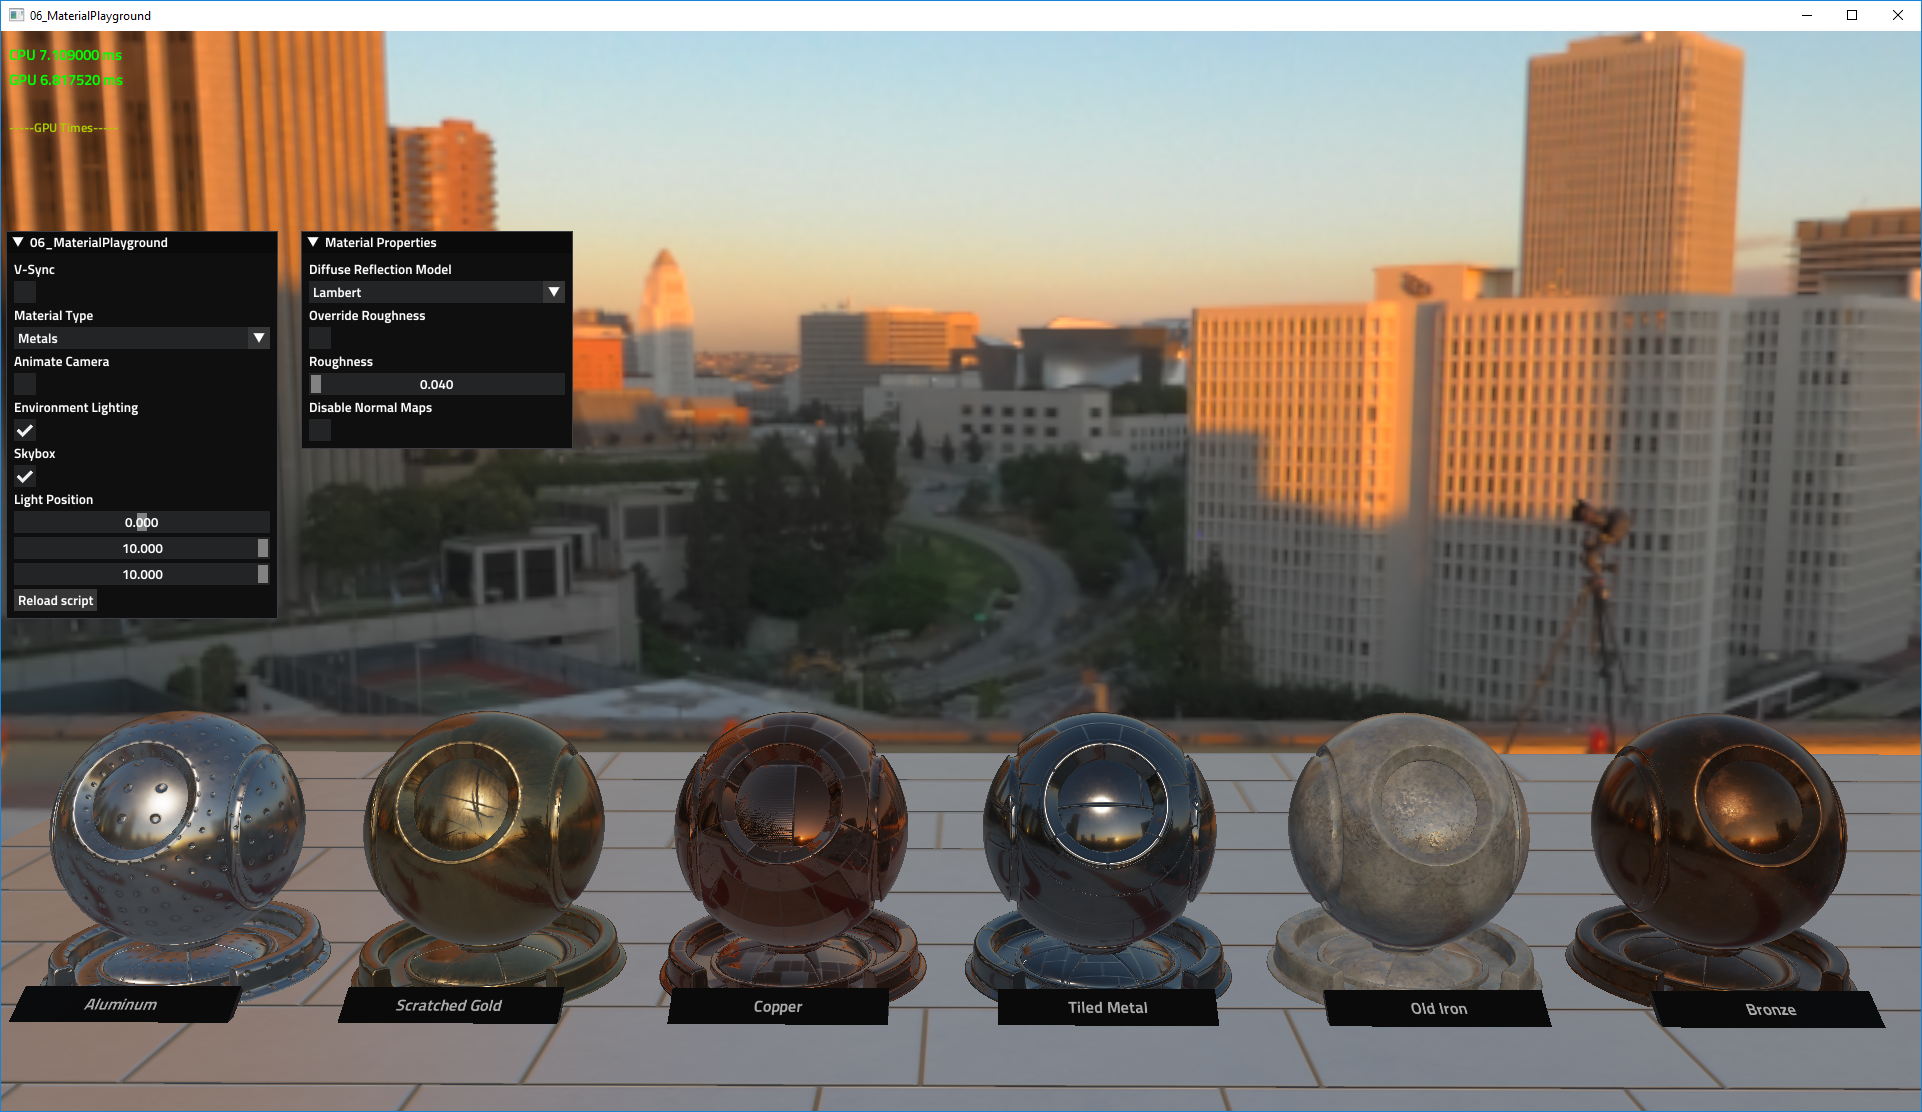 06_MaterialPlayground
CPU 7.109000 ms
GPU 6.817520 ms
-----GPU Times-----
06_MaterialPlayground
V-Sync
Material Type
Metals
Animate Camera
Environment Lighting
Skybox
Light Position
0.000
10.000
10.000
Reload script
Material Properties
Diffuse Reflection Model
Lambert
Override Roughness
Roughness
0.040
Disable Normal Maps
Aluminum
Scratched Gold
Copper
Tiled Metal
Old Iron
Bronze